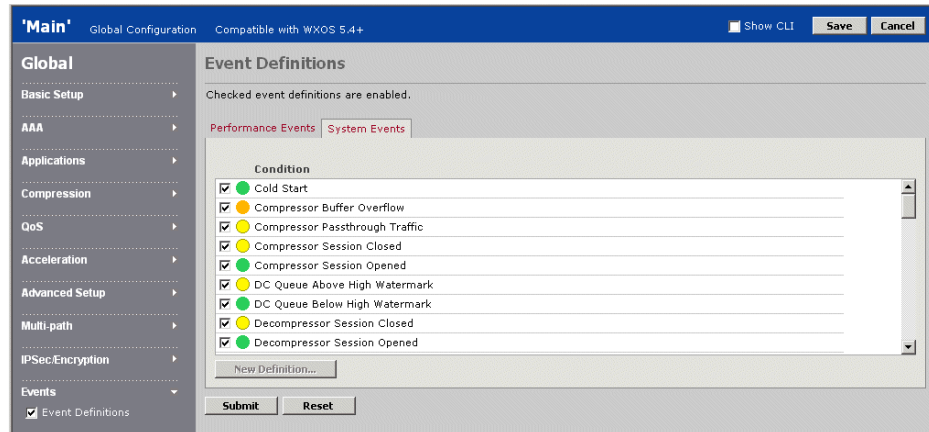 'Main' Global Configuration Compatible with WXOS 5.4+ Show CLI Save Cancel
Global
Basic Setup
AAA
Applications
Compression
QoS
Acceleration
Advanced Setup
Multi-path
IPSec/Encryption
Events
Event Definitions
Event Definitions
Checked event definitions are enabled.
Performance Events System Events
Condition
Cold Start
Compressor Buffer Overflow
Compressor Passthrough Traffic
Compressor Session Closed
Compressor Session Opened
DC Queue Above High Watermark
DC Queue Below High Watermark
Decompressor Session Closed
Decompressor Session Opened
New Definition...
Submit Reset